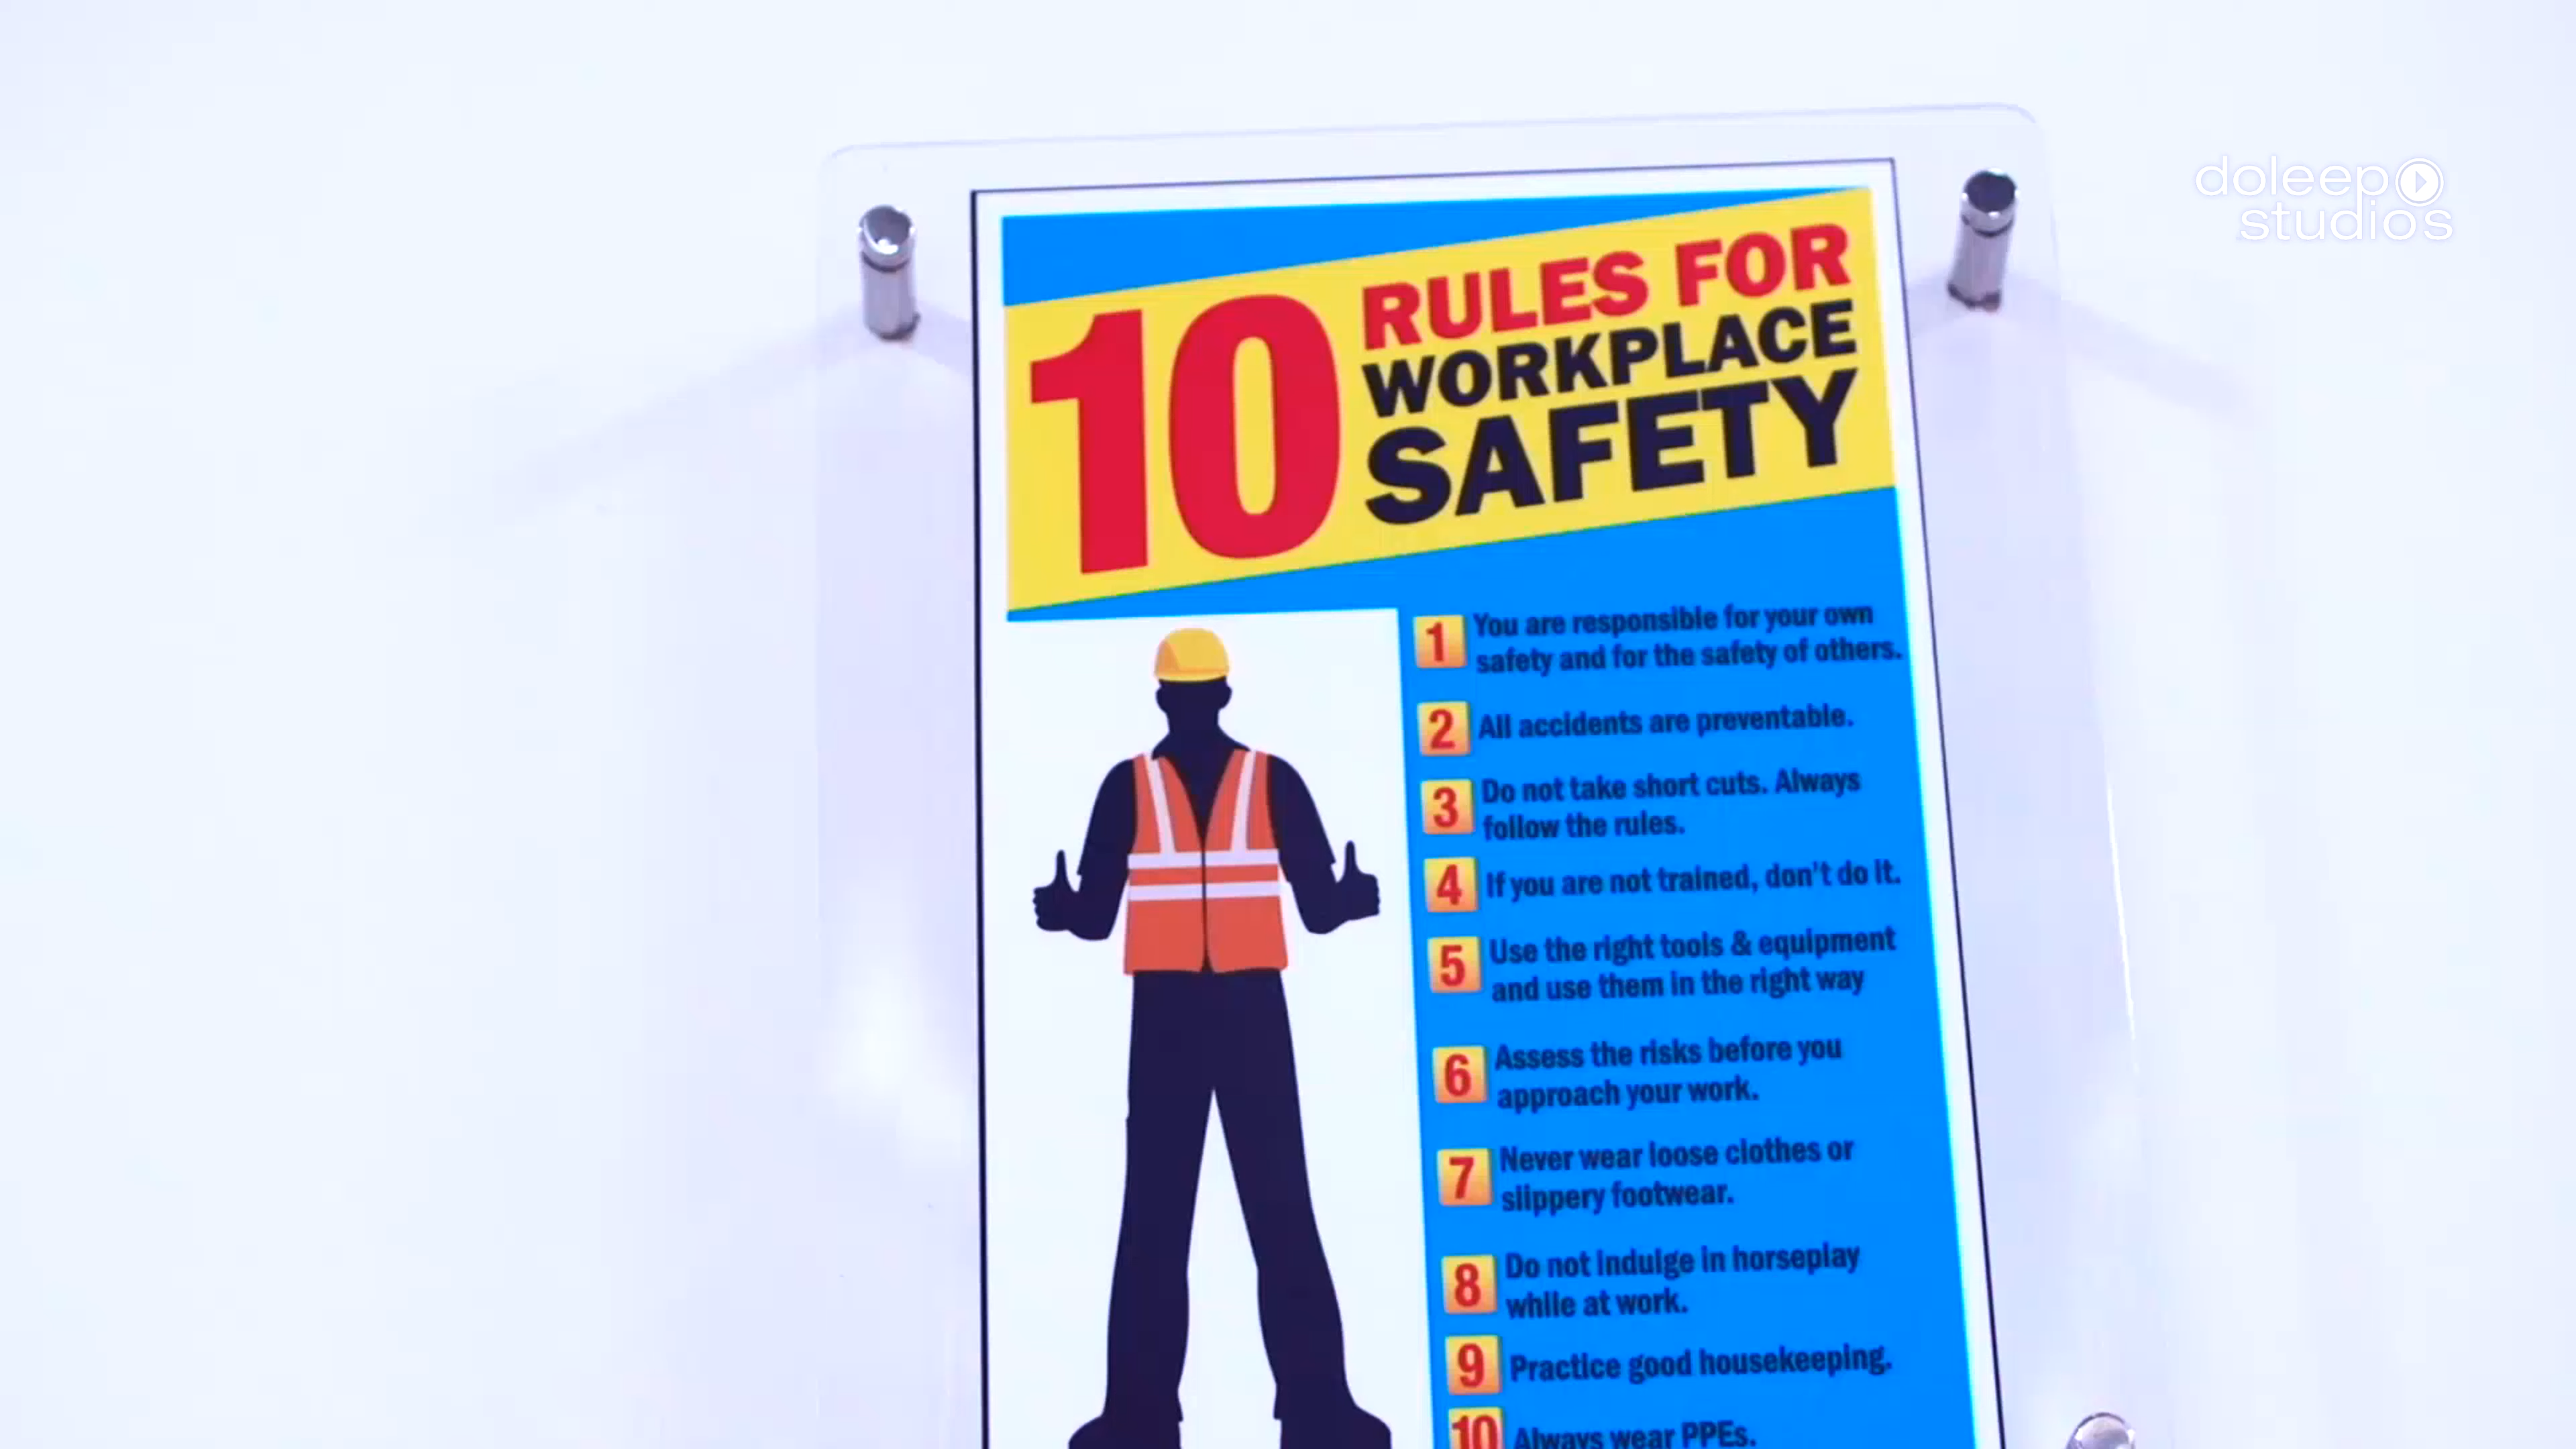 doleep
studios
10
RULES FOR
WORKPLACE
SAFETY
1 You are responsible for your own
safety and for the safety of others.
2 All accidents are preventable.
3 Do not take short cuts. Always
follow the rules.
4 If you are not trained, don't do it.
5 Use the right tools & equipment
and use them in the right way
6 Assess the risks before you
approach your work.
7 Never wear loose clothes or
slippery footwear.
8 Do not indulge in horseplay
while at work.
9 Practice good housekeeping.
10 Always wear PPEs.